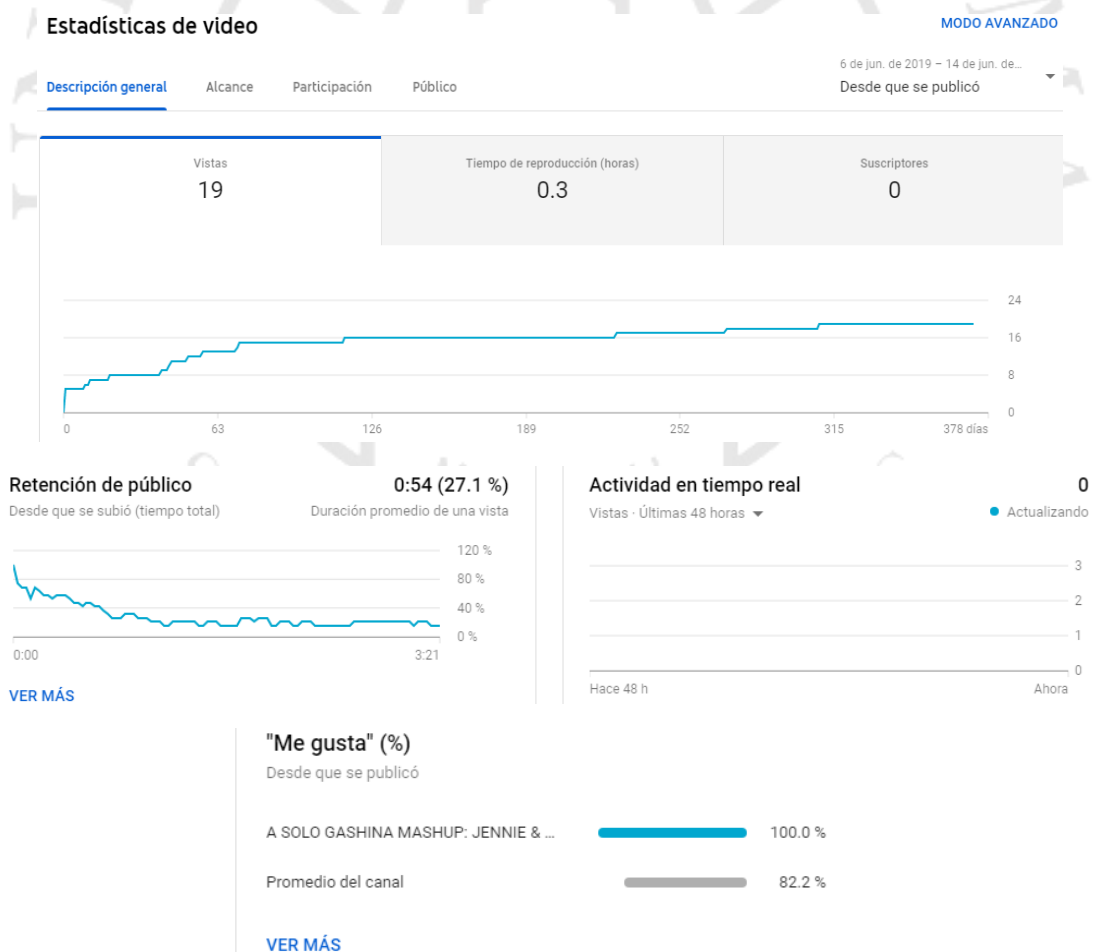 Estadísticas de video
MODO AVANZADO
6 de jun. de 2019 – 14 de jun. de...
Desde que se publicó
Descripción general
Alcance
Participación
Público
Vistas
19
Tiempo de reproducción (horas)
0.3
Suscriptores
0
24
16
8
0
0
63
126
189
252
315
378 días
Retención de público
0:54 (27.1 %)
Desde que se subió (tiempo total)
Duración promedio de una vista
120 %
80 %
40 %
0 %
0:00
3:21
VER MÁS
Actividad en tiempo real
0
Vistas · Últimas 48 horas
Actualizando
3
2
1
0
Hace 48 h
Ahora
"Me gusta" (%)
Desde que se publicó
A SOLO GASHINA MASHUP: JENNIE & ...
100.0 %
Promedio del canal
82.2 %
VER MÁS